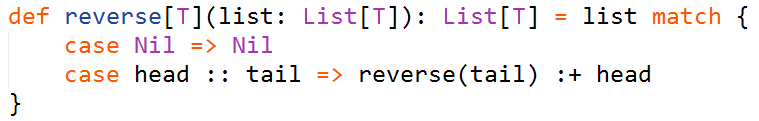 def reverse[T](list: List[T]): List[T] = list match {
    case Nil => Nil
    case head :: tail => reverse(tail) :+ head
}